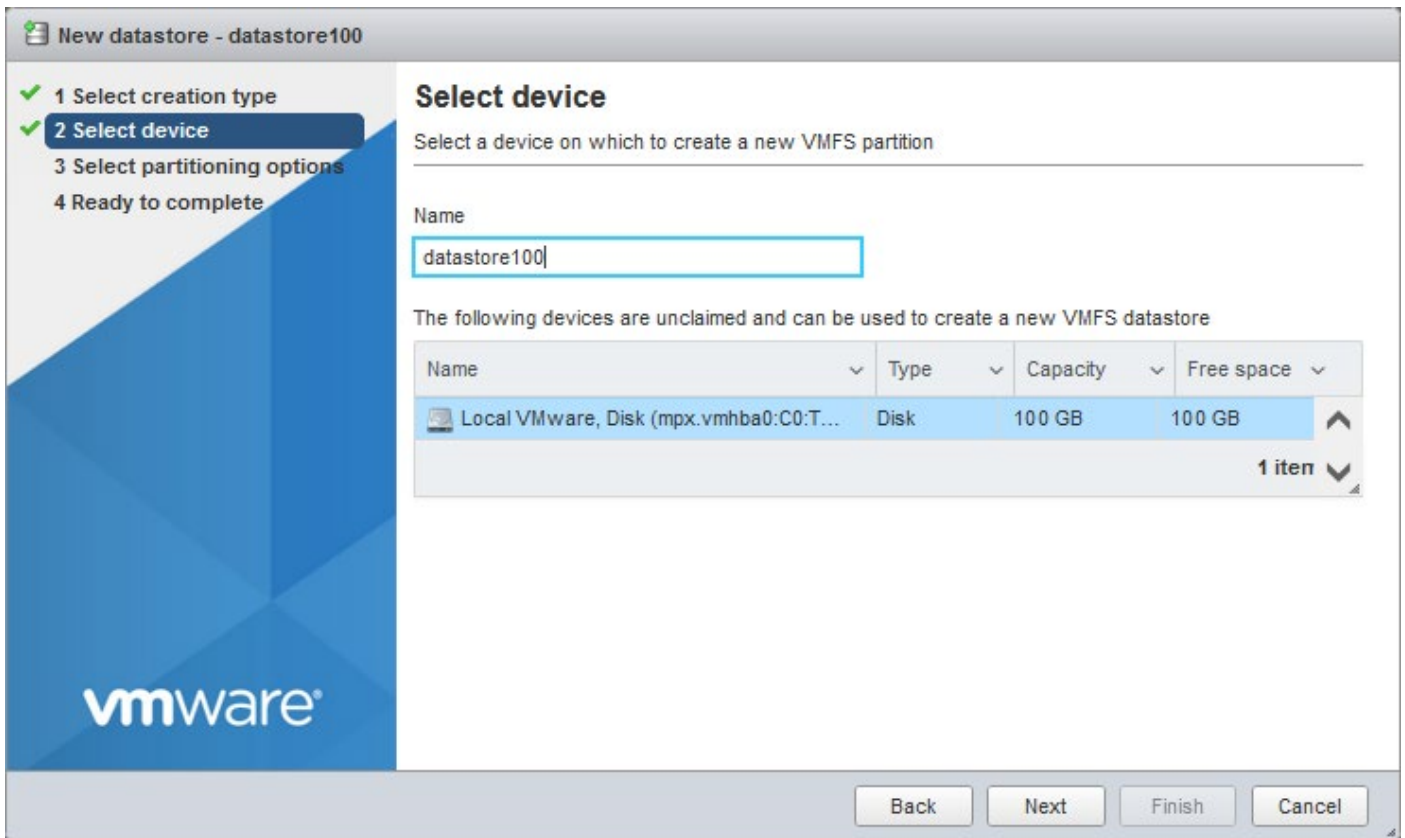 New datastore - datastore100
1 Select creation type
2 Select device
3 Select partitioning options
4 Ready to complete
vmware®
Select device
Select a device on which to create a new VMFS partition
Name
datastore100
The following devices are unclaimed and can be used to create a new VMFS datastore
Name Type Capacity Free space
Local VMware, Disk (mpx.vmhba0:C0:T... Disk 100 GB 100 GB
1 item
Back Next Finish Cancel